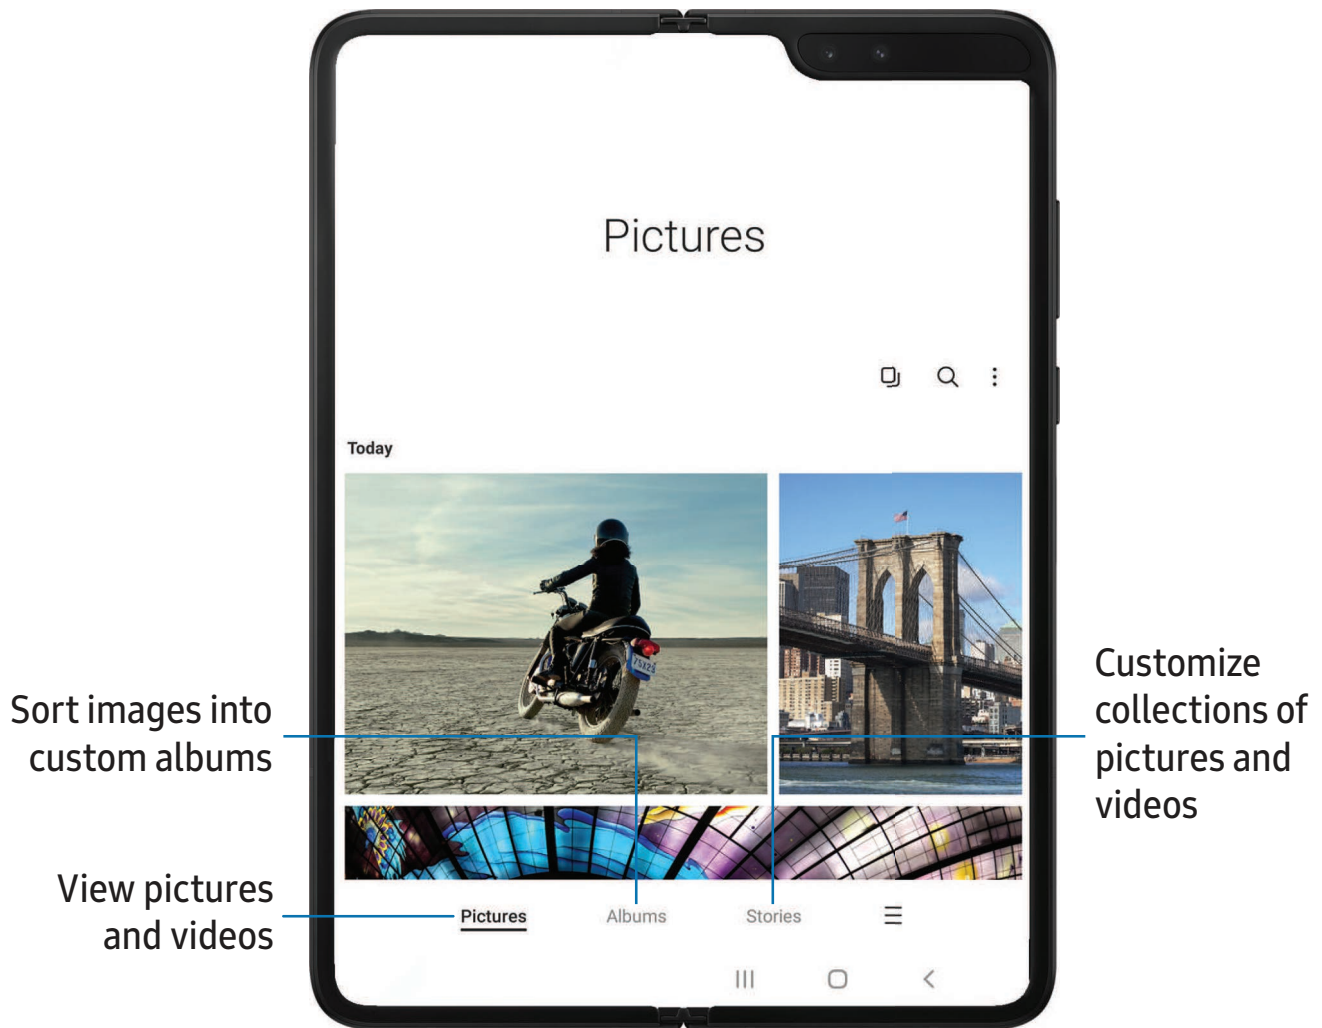 Pictures
Today
Sort images into
custom albums
Customize
collections of
pictures and
videos
View pictures
and videos
Pictures
Albums
Stories